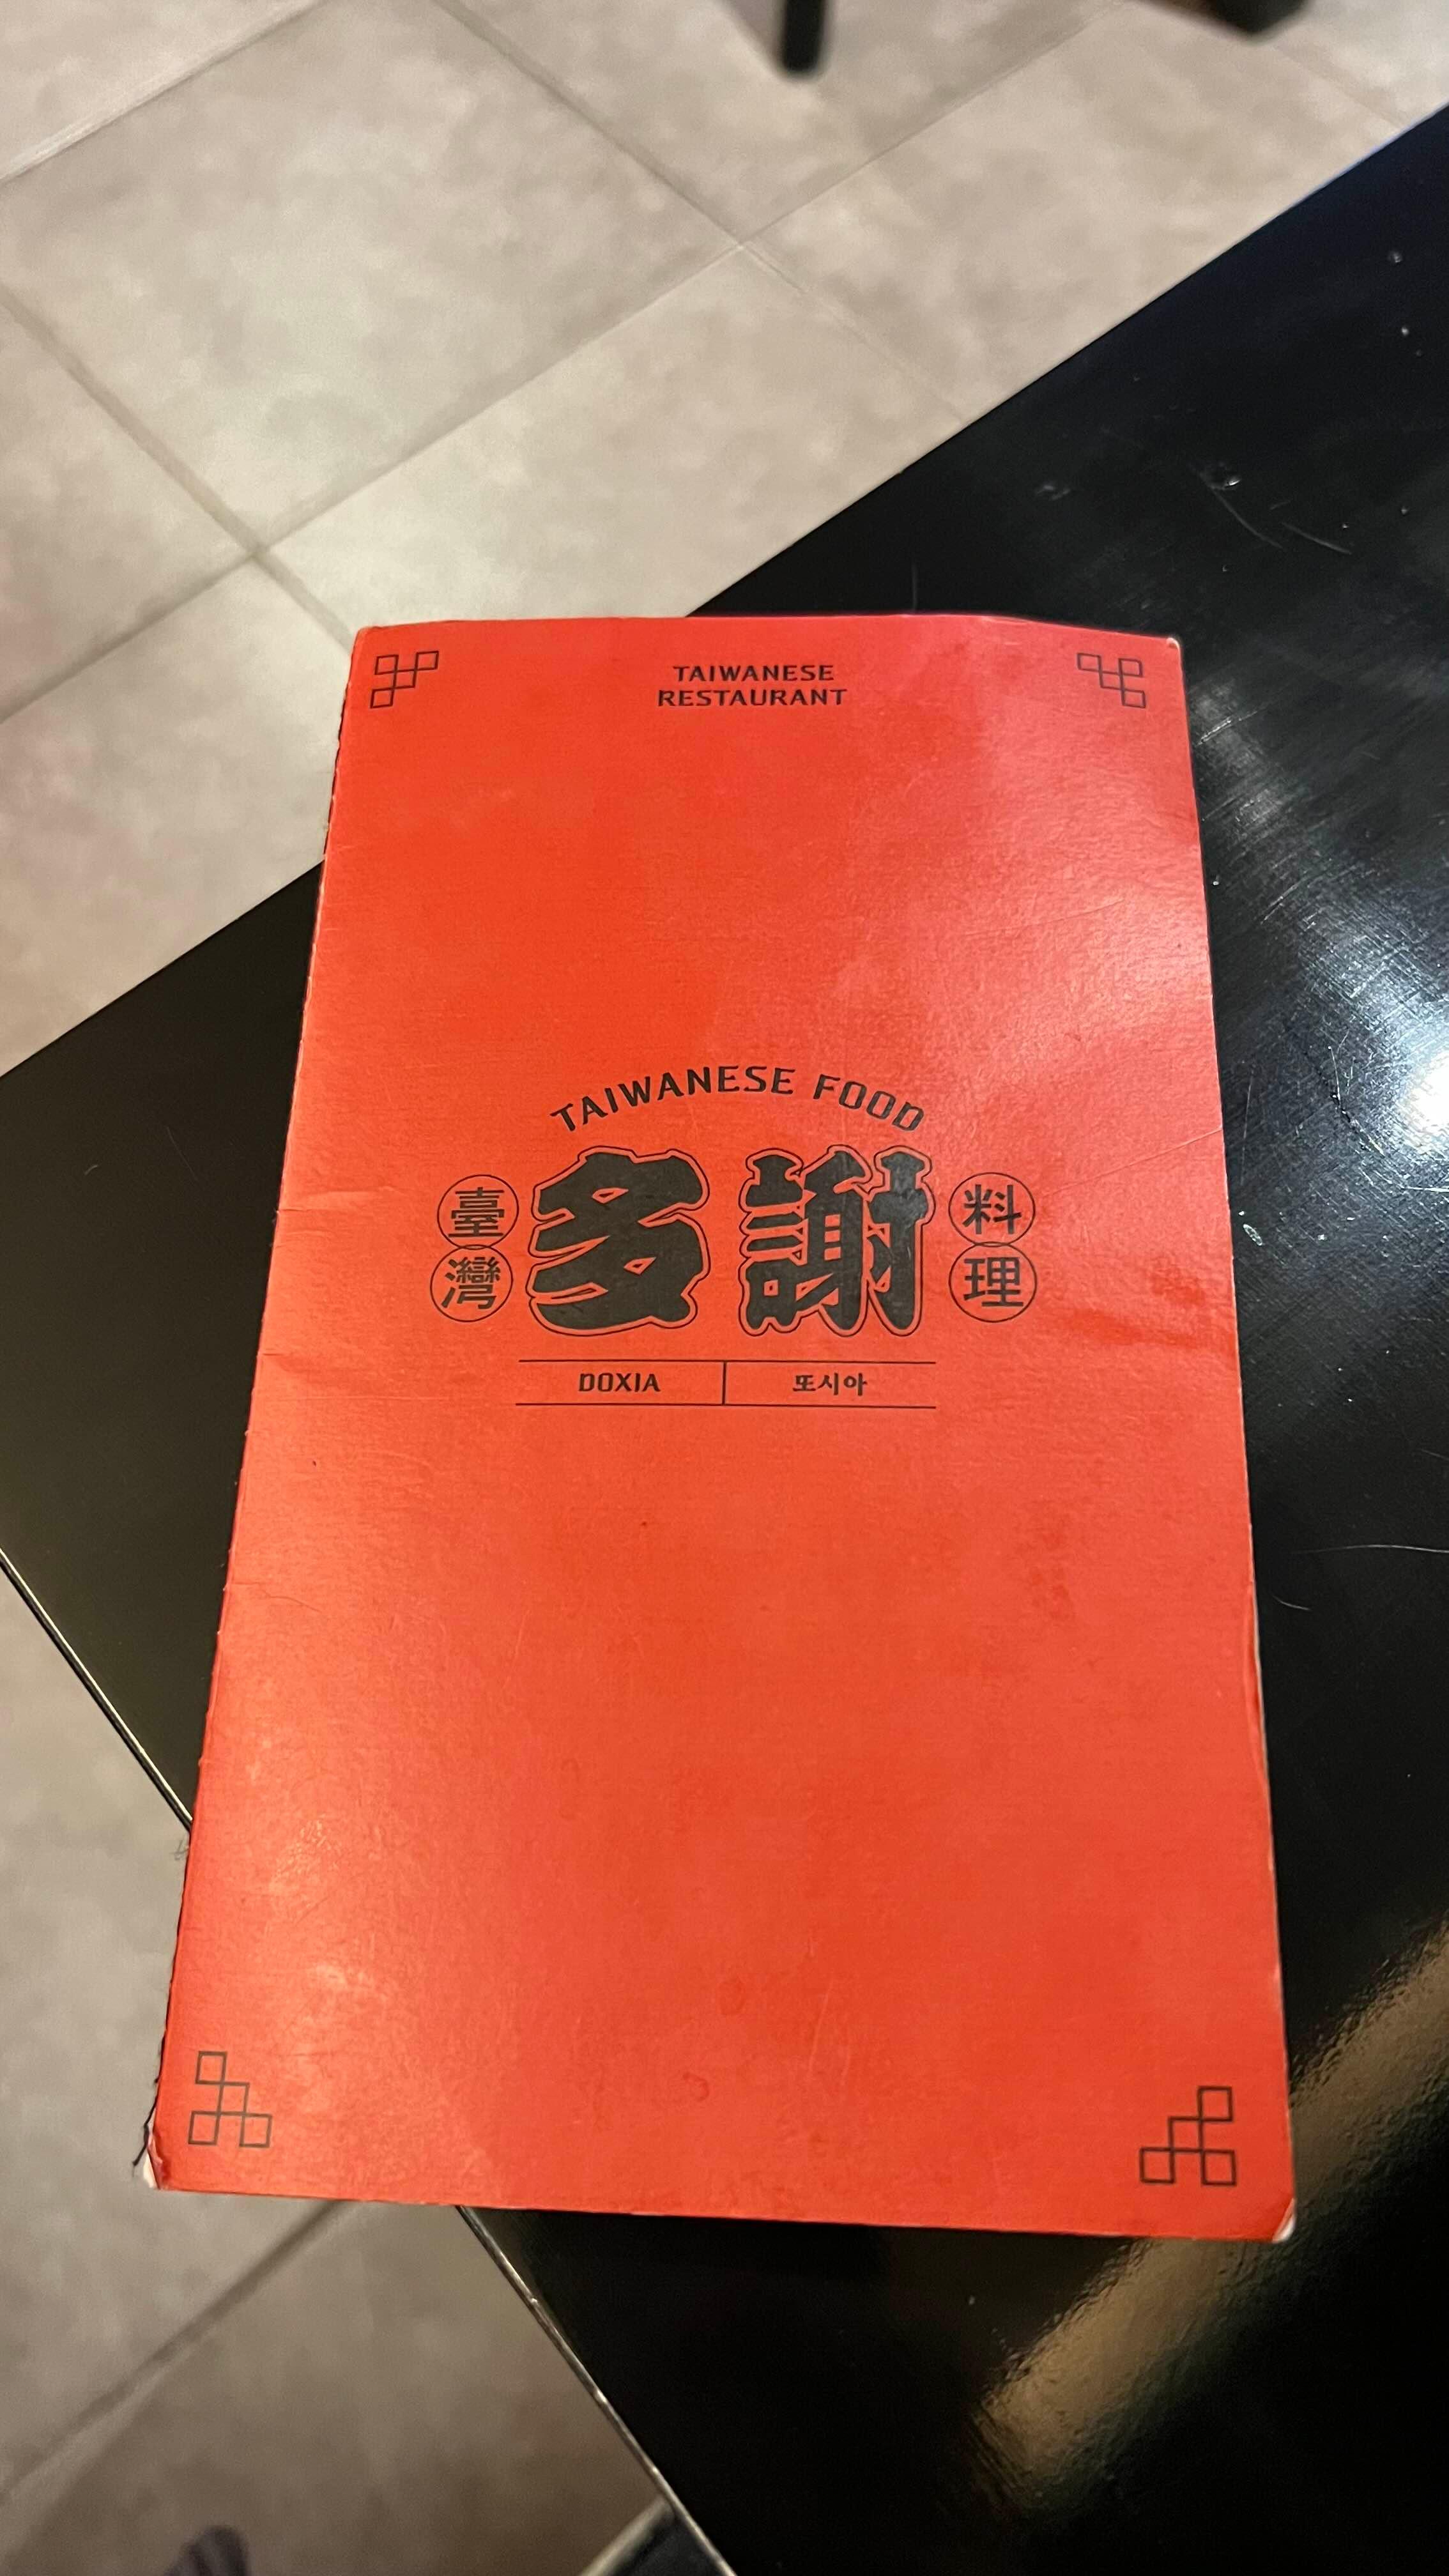 TAIWANESE
RESTAURANT
TAIWANESE FOOD
臺灣
多謝
料理
DOXIA
또시아